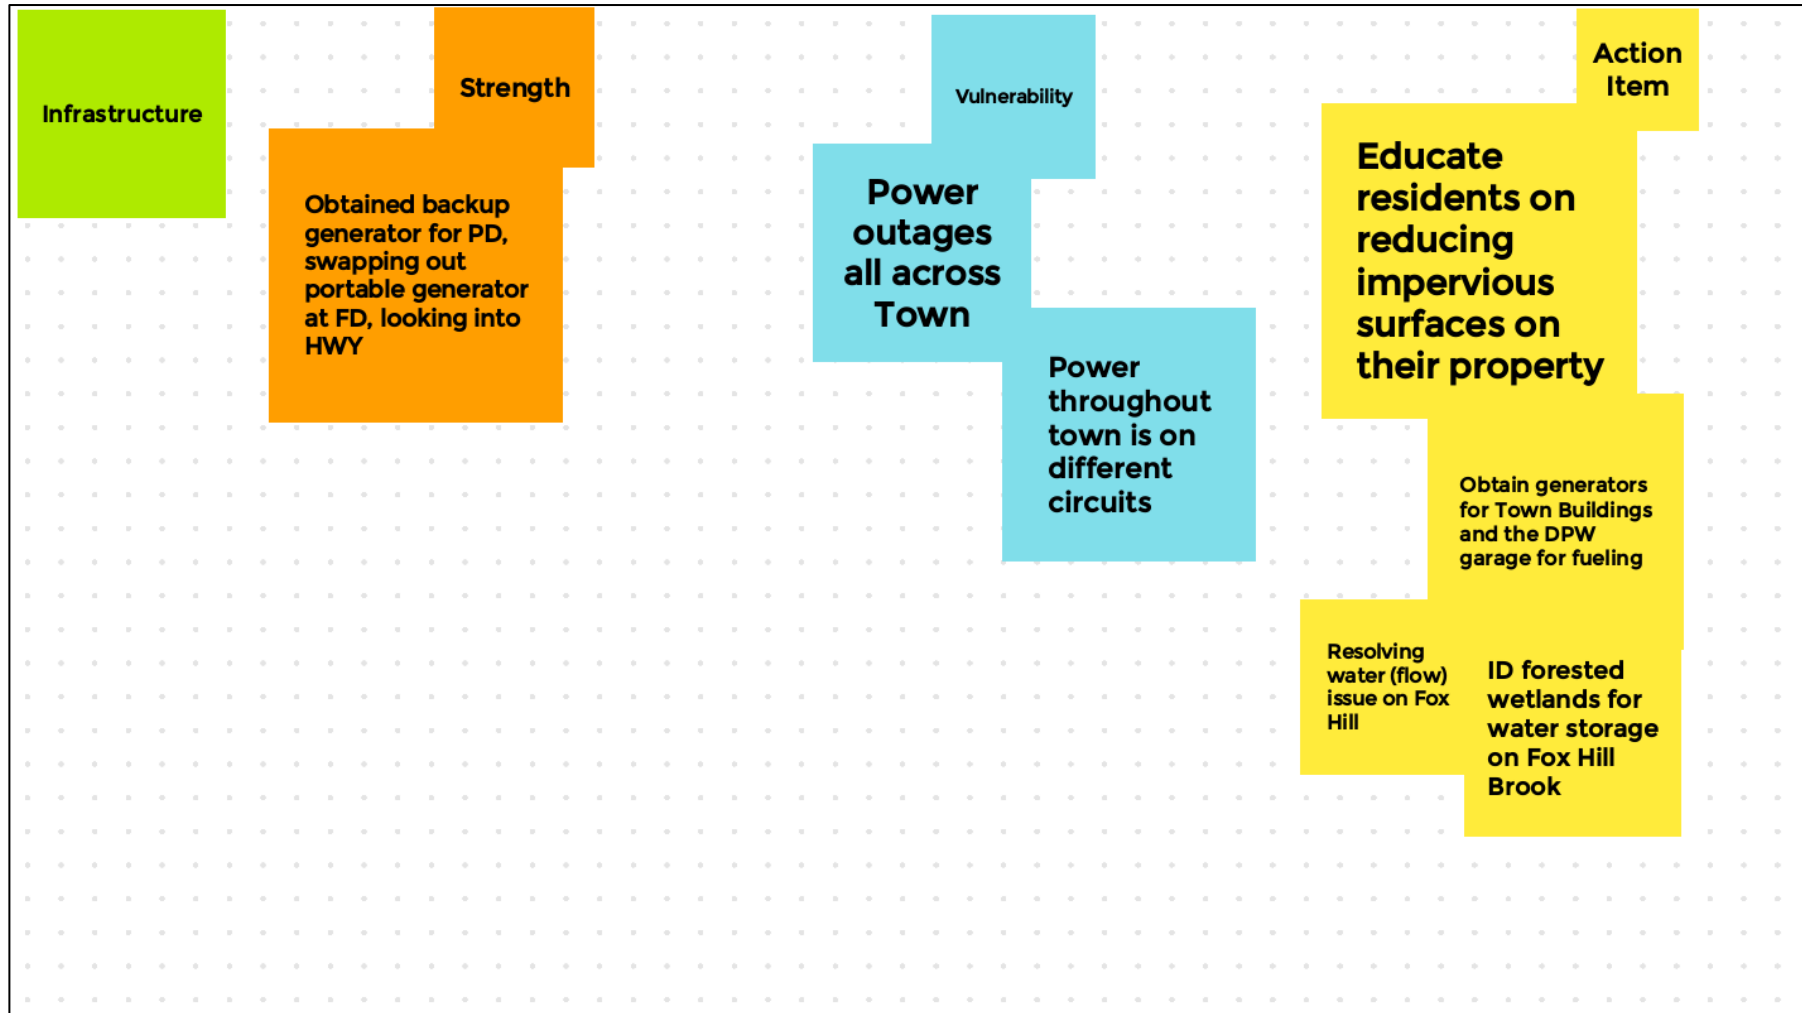 Infrastructure
Strength
Obtained backup
generator for PD,
swapping out
portable generator
at FD, looking into
HWY
Vulnerability
Power
outages
all across
Town
Power
throughout
town is on
different
circuits
Action
Item
Educate
residents on
reducing
impervious
surfaces on
their property
Obtain generators
for Town Buildings
and the DPW
garage for fueling
Resolving
water (flow)
issue on Fox
Hill
ID forested
wetlands for
water storage
on Fox Hill
Brook